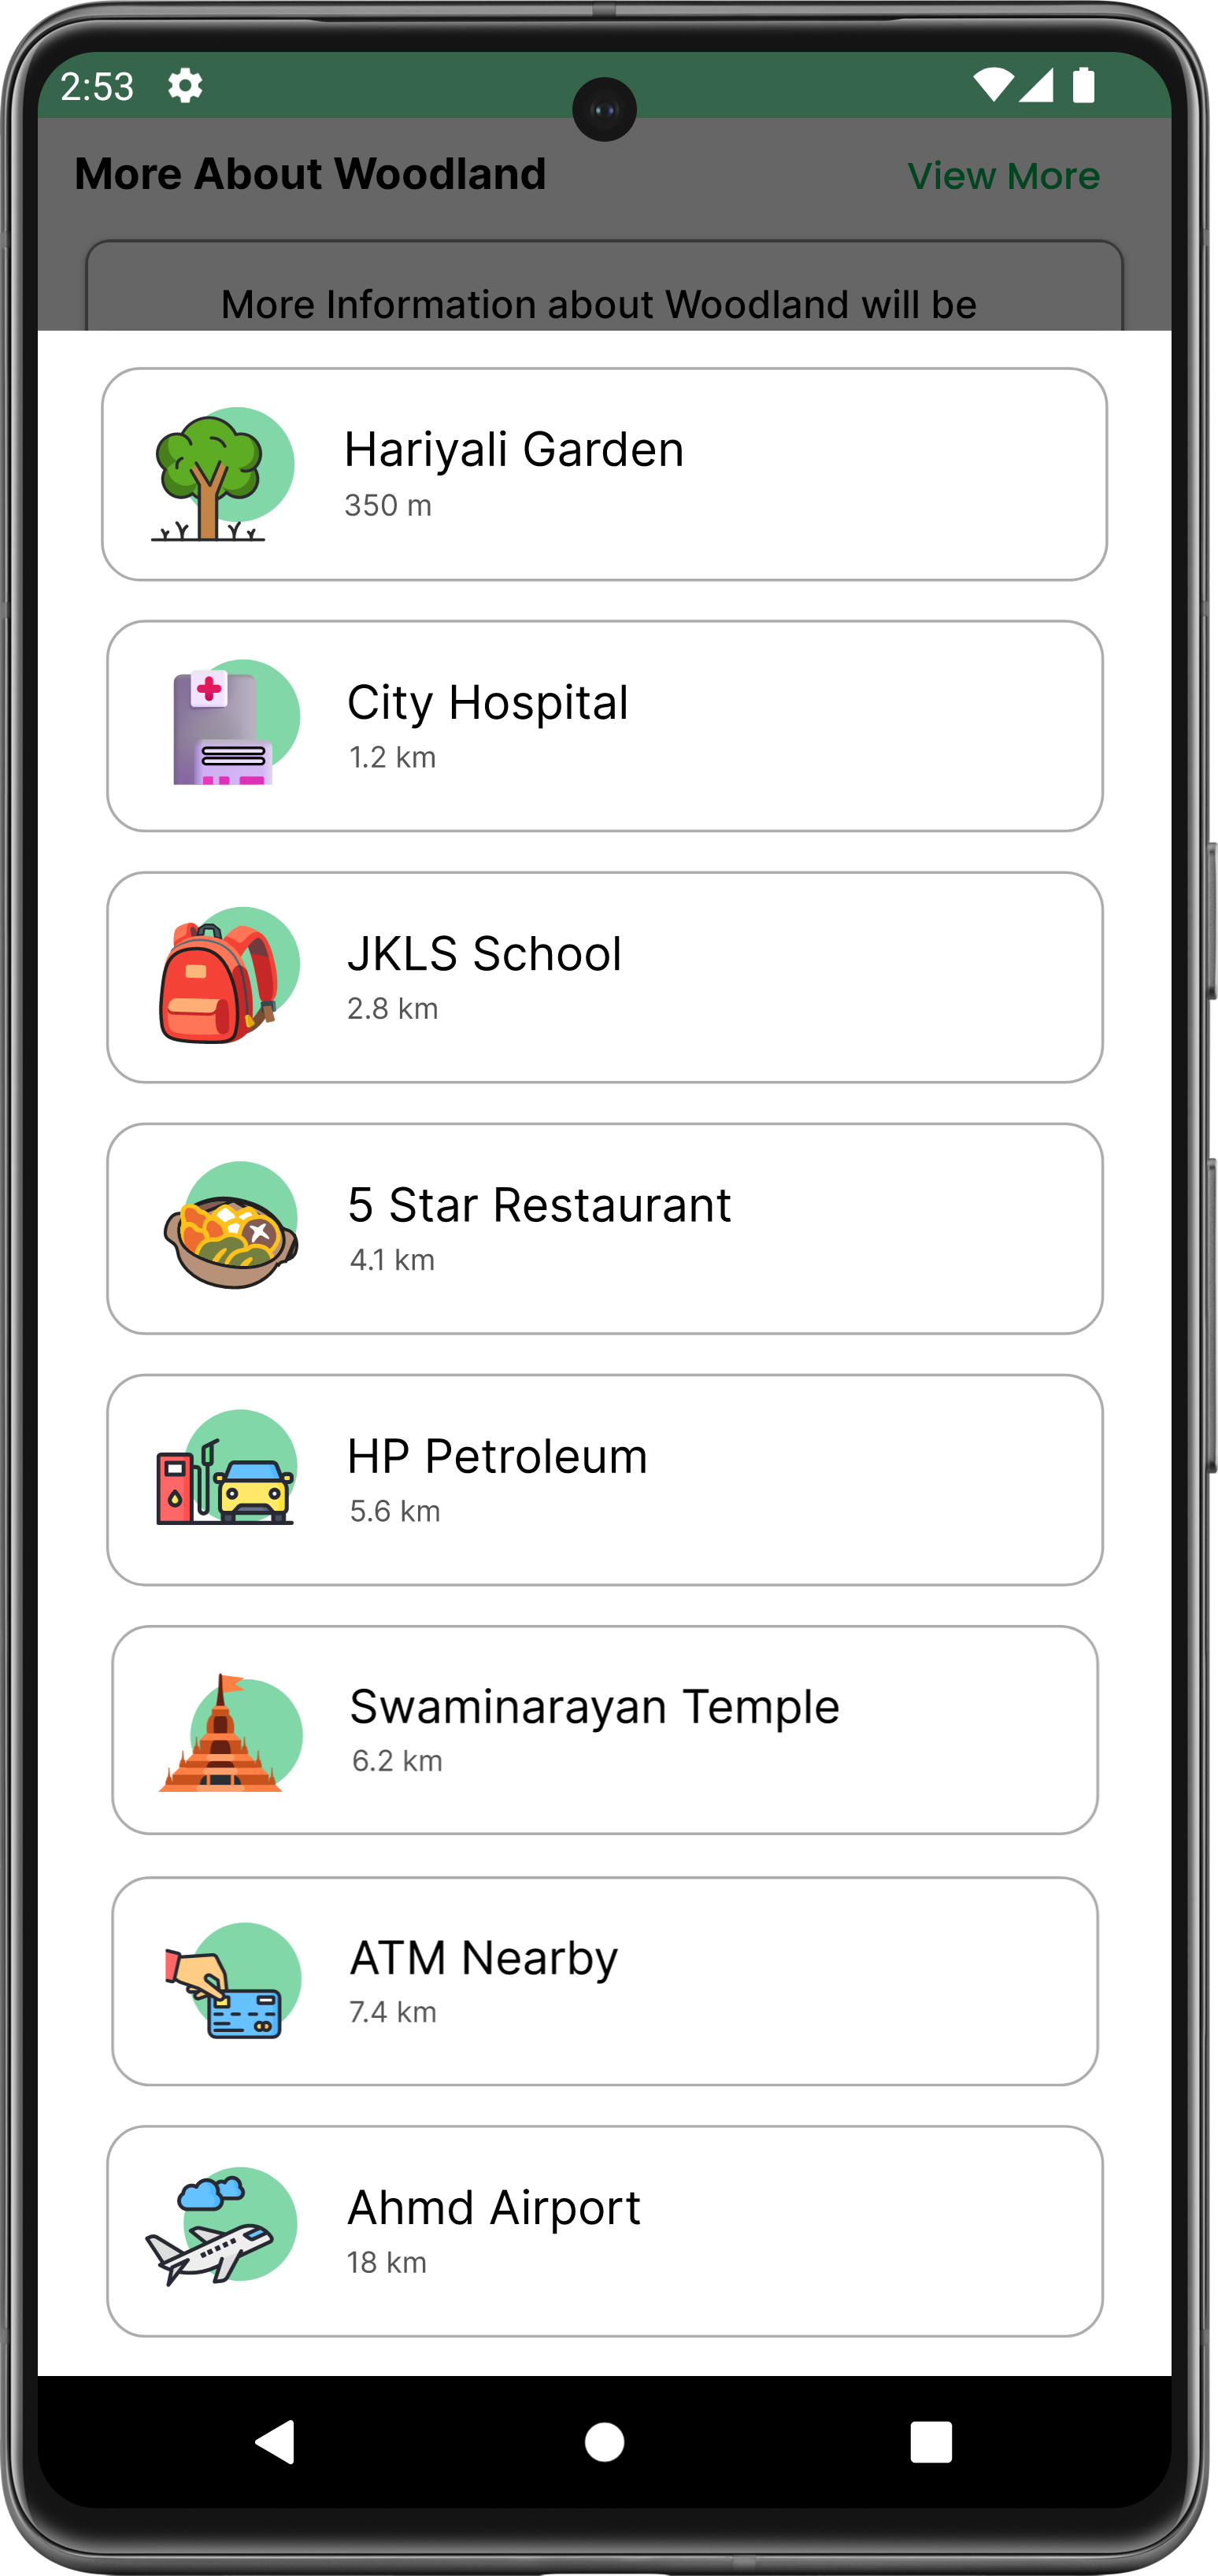 2:53
More About Woodland
View More
More Information about Woodland will be
Hariyali Garden
350 m
City Hospital
1.2 km
JKLS School
2.8 km
5 Star Restaurant
4.1 km
HP Petroleum
5.6 km
Swaminarayan Temple
6.2 km
ATM Nearby
7.4 km
Ahmd Airport
18 km